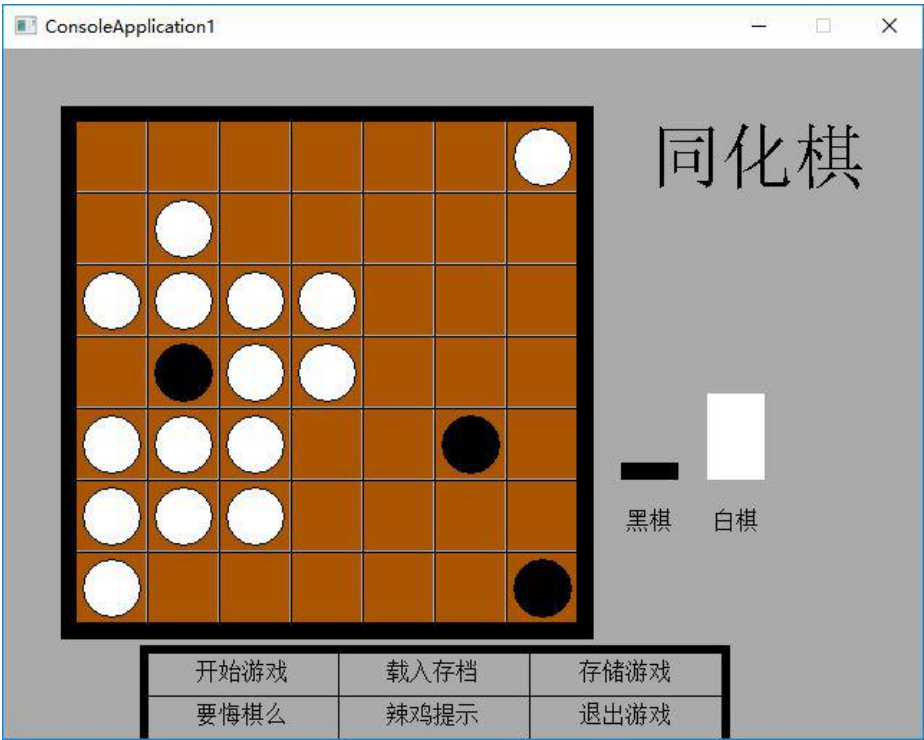 ConsoleApplication1
同化棋
黑棋 白棋
开始游戏 载入存档 存储游戏
要悔棋么 辣鸡提示 退出游戏